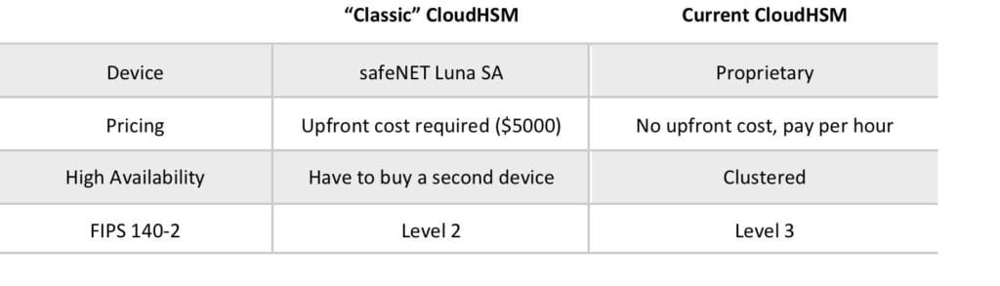 “Classic” CloudHSM Current CloudHSM
Device safeNET Luna SA Proprietary
Pricing Upfront cost required ($5000) No upfront cost, pay per hour
High Availability Have to buy a second device Clustered
FIPS 140-2 Level 2 Level 3